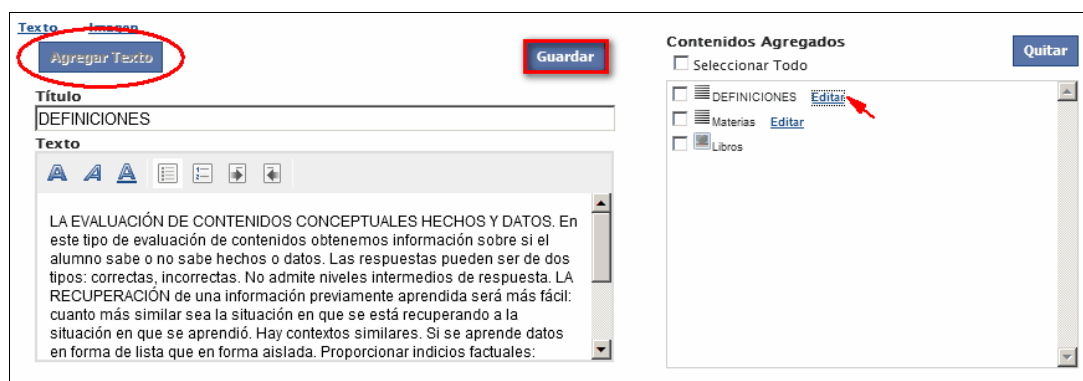 Texto Imagen
Agregar Texto
Guardar
Título
DEFINICIONES
Texto
A A A
LA EVALUACIÓN DE CONTENIDOS CONCEPTUALES HECHOS Y DATOS. En
este tipo de evaluación de contenidos obtenemos información sobre si el
alumno sabe o no sabe hechos o datos. Las respuestas pueden ser de dos
tipos: correctas, incorrectas. No admite niveles intermedios de respuesta. LA
RECUPERACIÓN de una información previamente aprendida será más fácil:
cuanto más similar sea la situación en que se está recuperando a la
situación en que se aprendió. Hay contextos similares. Si se aprende datos
en forma de lista que en forma aislada. Proporcionar indicios factuales:
Contenidos Agregados
Quitar
Seleccionar Todo
DEFINICIONES Editar
Materias Editar
Libros